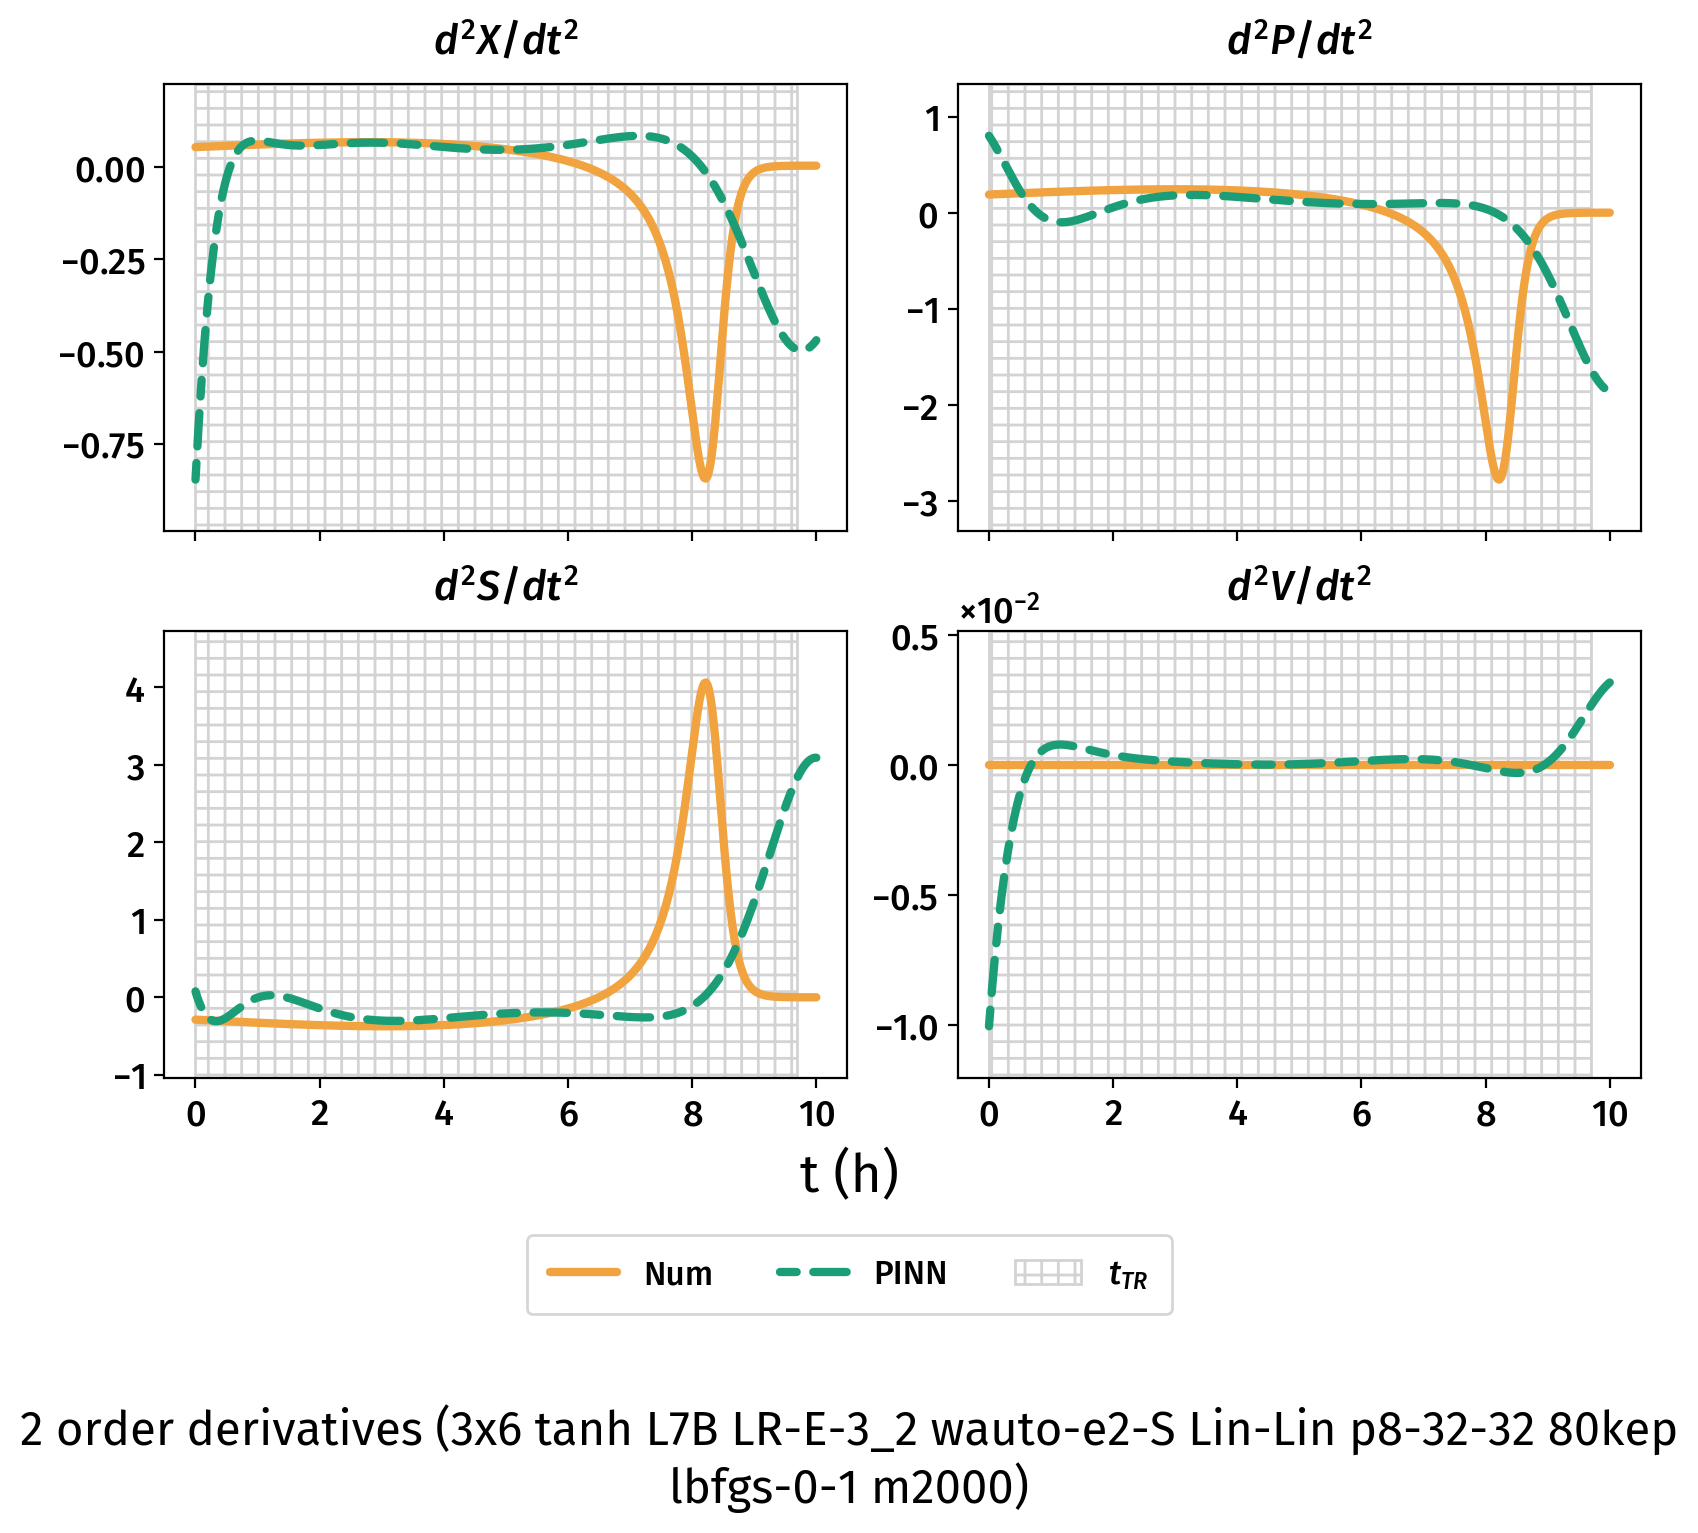 d²X/dt²
d²P/dt²
0.00
−0.25
−0.50
−0.75
1
0
−1
−2
−3
d²S/dt²
d²V/dt²
×10⁻²
4
3
2
1
0
−1
0.5
0.0
−0.5
−1.0
0 2 4 6 8 10
0 2 4 6 8 10
t (h)
Num PINN t_TR
2 order derivatives (3x6 tanh L7B LR-E-3_2 wauto-e2-S Lin-Lin p8-32-32 80kep
lbfgs-0-1 m2000)